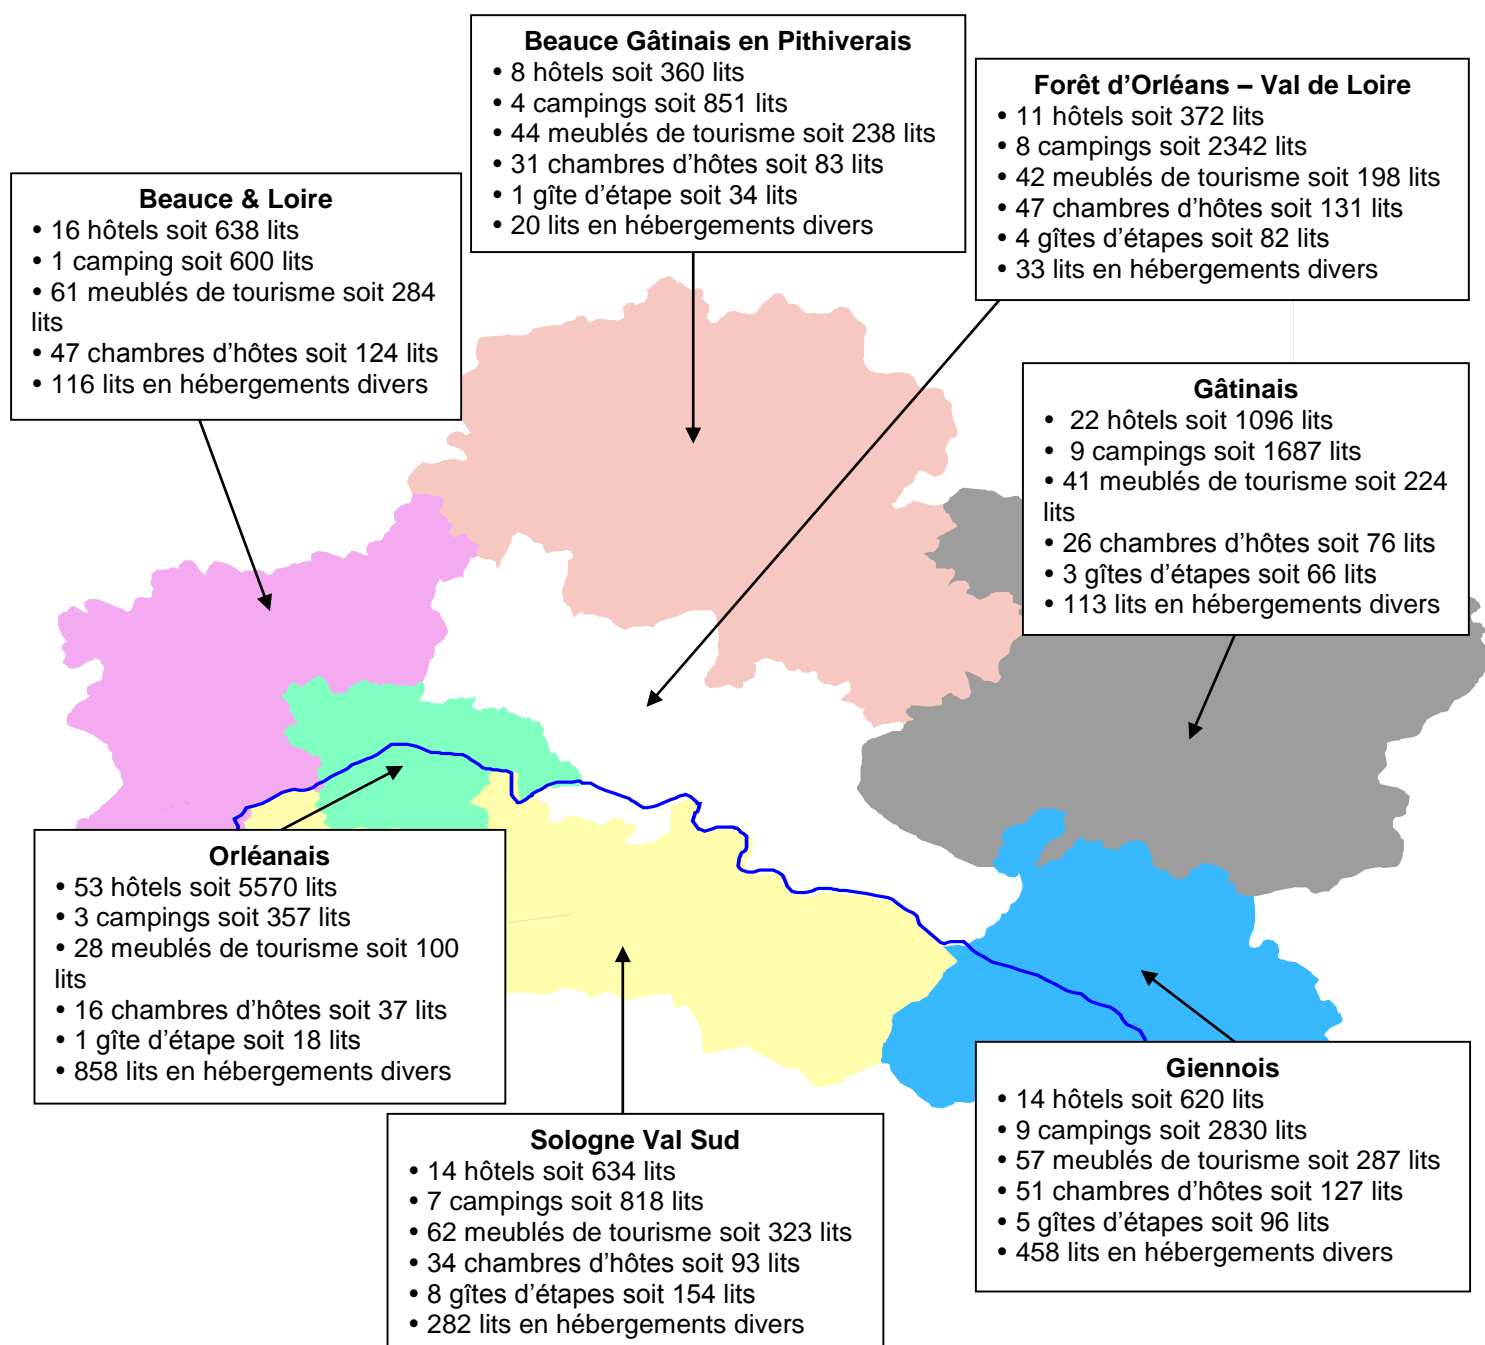 Beauce Gâtinais en Pithiverais
• 8 hôtels soit 360 lits
• 4 campings soit 851 lits
• 44 meublés de tourisme soit 238 lits
• 31 chambres d'hôtes soit 83 lits
• 1 gîte d'étape soit 34 lits
• 20 lits en hébergements divers
Forêt d'Orléans – Val de Loire
• 11 hôtels soit 372 lits
• 8 campings soit 2342 lits
• 42 meublés de tourisme soit 198 lits
• 47 chambres d'hôtes soit 131 lits
• 4 gîtes d'étapes soit 82 lits
• 33 lits en hébergements divers
Beauce & Loire
• 16 hôtels soit 638 lits
• 1 camping soit 600 lits
• 61 meublés de tourisme soit 284
lits
• 47 chambres d'hôtes soit 124 lits
• 116 lits en hébergements divers
Gâtinais
• 22 hôtels soit 1096 lits
• 9 campings soit 1687 lits
• 41 meublés de tourisme soit 224
lits
• 26 chambres d'hôtes soit 76 lits
• 3 gîtes d'étapes soit 66 lits
• 113 lits en hébergements divers
Orléanais
• 53 hôtels soit 5570 lits
• 3 campings soit 357 lits
• 28 meublés de tourisme soit 100
lits
• 16 chambres d'hôtes soit 37 lits
• 1 gîte d'étape soit 18 lits
• 858 lits en hébergements divers
Giennois
• 14 hôtels soit 620 lits
• 9 campings soit 2830 lits
• 57 meublés de tourisme soit 287 lits
• 51 chambres d'hôtes soit 127 lits
• 5 gîtes d'étapes soit 96 lits
• 458 lits en hébergements divers
Sologne Val Sud
• 14 hôtels soit 634 lits
• 7 campings soit 818 lits
• 62 meublés de tourisme soit 323 lits
• 34 chambres d'hôtes soit 93 lits
• 8 gîtes d'étapes soit 154 lits
• 282 lits en hébergements divers